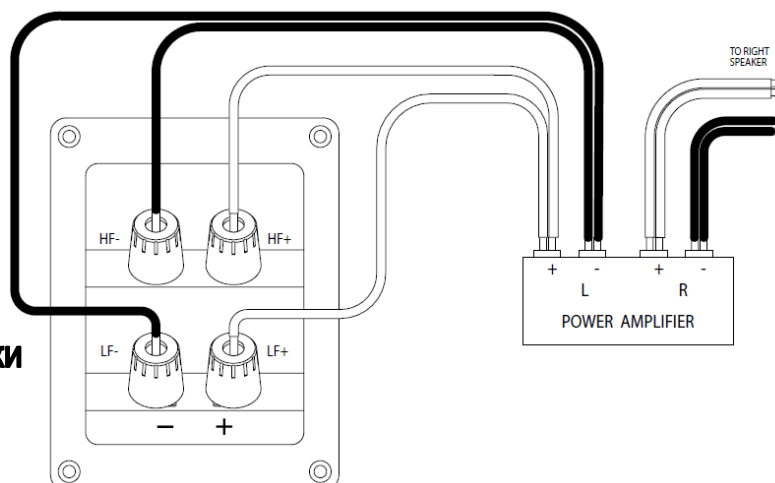 TO RIGHT
SPEAKER
HF-
HF+
+ - + -
L R
POWER AMPLIFIER
LF-
LF+
ки
− +